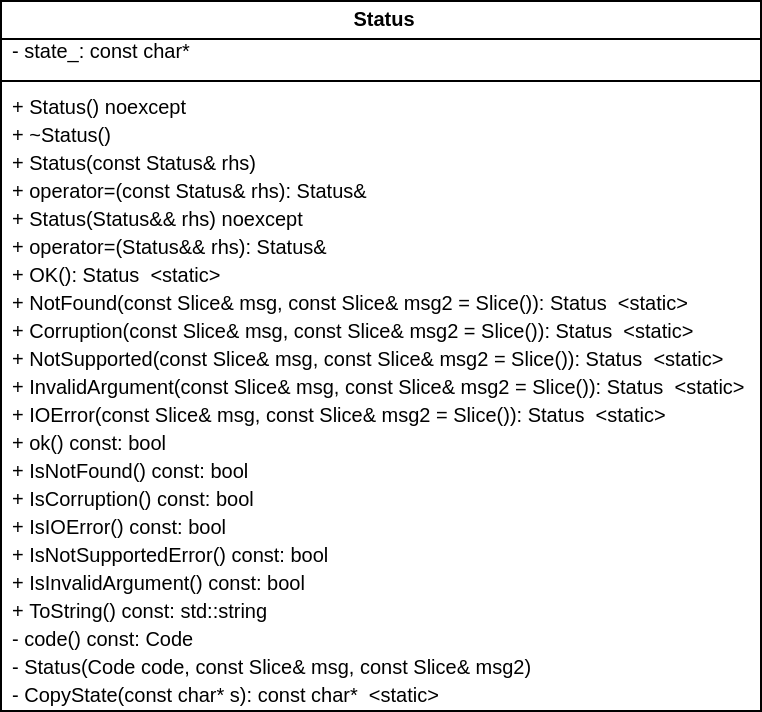 Status
- state_: const char*
+ Status() noexcept
+ ~Status()
+ Status(const Status& rhs)
+ operator=(const Status& rhs): Status&
+ Status(Status&& rhs) noexcept
+ operator=(Status&& rhs): Status&
+ OK(): Status  <static>
+ NotFound(const Slice& msg, const Slice& msg2 = Slice()): Status  <static>
+ Corruption(const Slice& msg, const Slice& msg2 = Slice()): Status  <static>
+ NotSupported(const Slice& msg, const Slice& msg2 = Slice()): Status  <static>
+ InvalidArgument(const Slice& msg, const Slice& msg2 = Slice()): Status  <static>
+ IOError(const Slice& msg, const Slice& msg2 = Slice()): Status  <static>
+ ok() const: bool
+ IsNotFound() const: bool
+ IsCorruption() const: bool
+ IsIOError() const: bool
+ IsNotSupportedError() const: bool
+ IsInvalidArgument() const: bool
+ ToString() const: std::string
- code() const: Code
- Status(Code code, const Slice& msg, const Slice& msg2)
- CopyState(const char* s): const char*  <static>